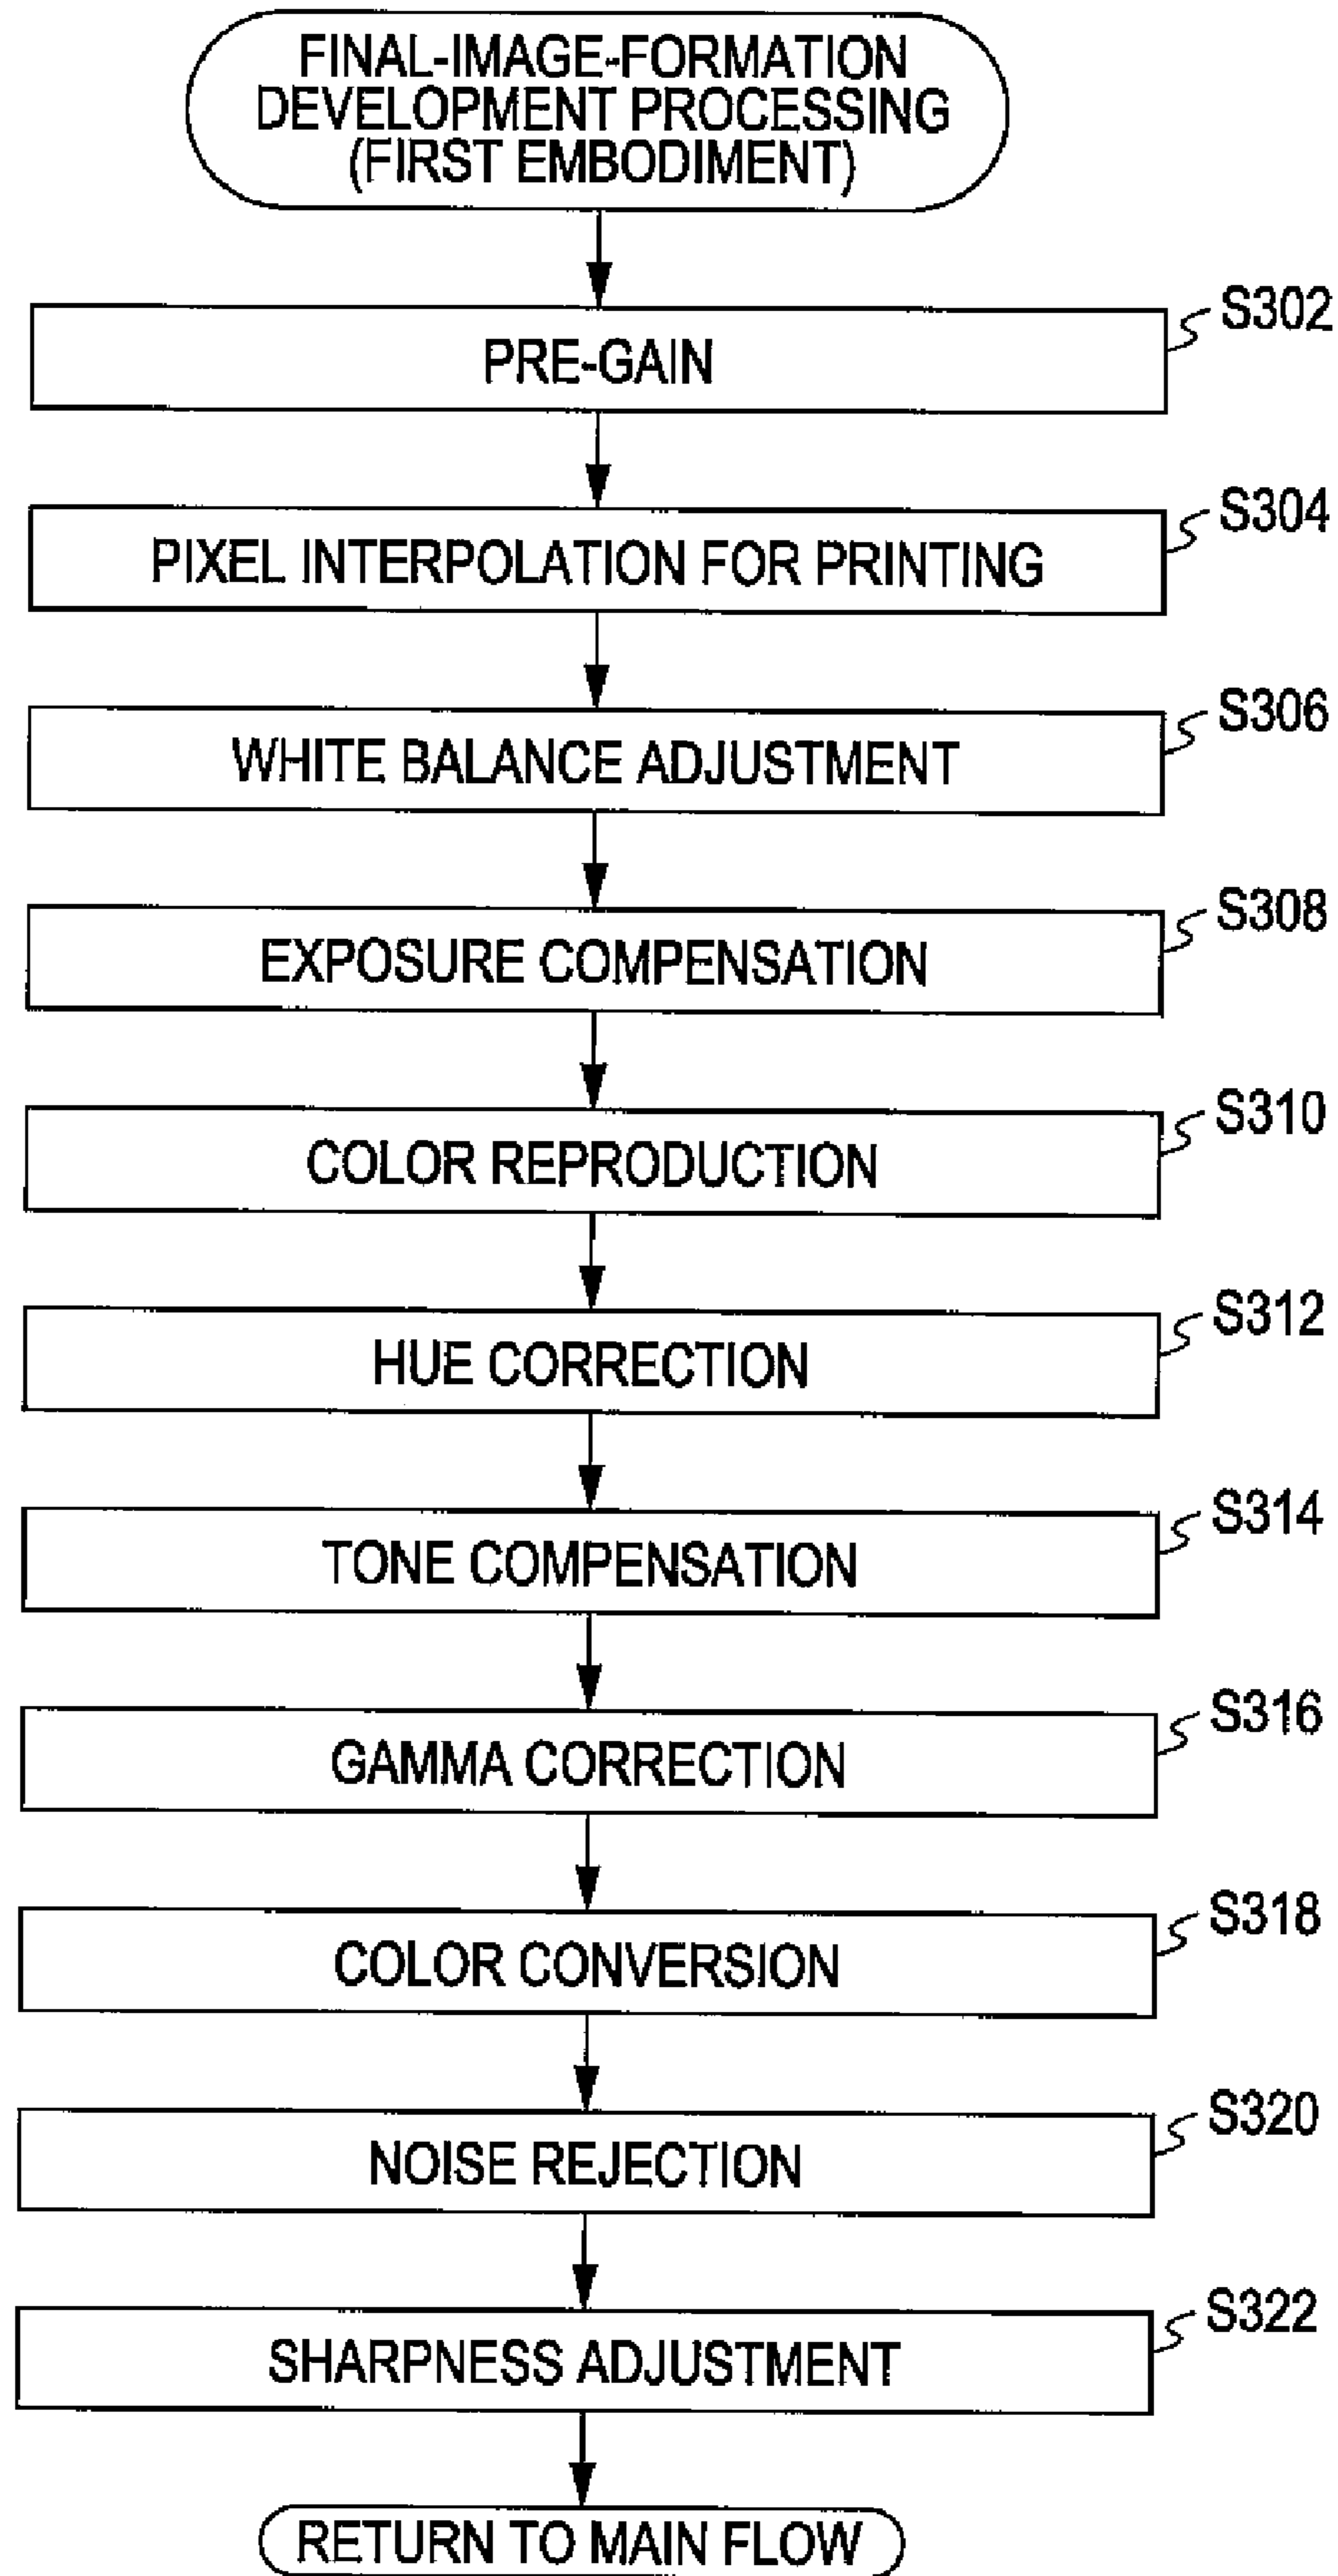 FINAL-IMAGE-FORMATION
DEVELOPMENT PROCESSING
(FIRST EMBODIMENT)
S302
PRE-GAIN
S304
PIXEL INTERPOLATION FOR PRINTING
S306
WHITE BALANCE ADJUSTMENT
S308
EXPOSURE COMPENSATION
S310
COLOR REPRODUCTION
S312
HUE CORRECTION
S314
TONE COMPENSATION
S316
GAMMA CORRECTION
S318
COLOR CONVERSION
S320
NOISE REJECTION
S322
SHARPNESS ADJUSTMENT
RETURN TO MAIN FLOW